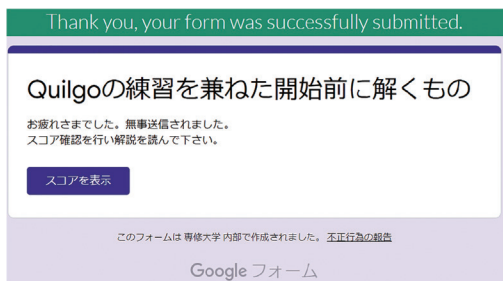 Thank you, your form was successfully submitted.
Quilgoの練習を兼ねた開始前に解くもの
お疲れさまでした。無事送信されました。
スコア確認を行い解説を読んで下さい。
スコアを表示
このフォームは 専修大学 内部で作成されました。 不正行為の報告
Google フォーム